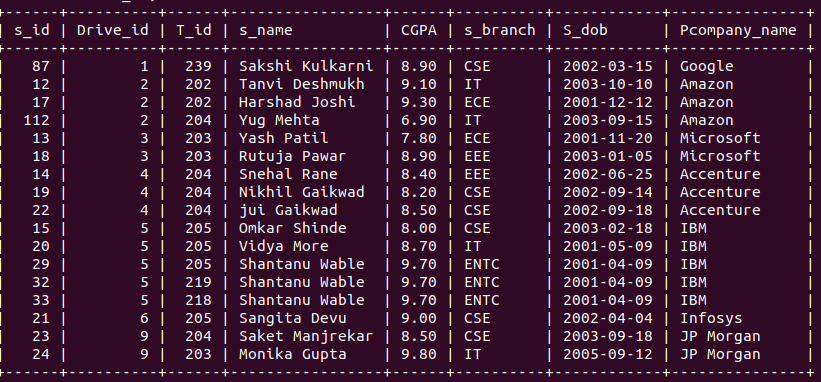 +------+----------+------+-----------------+------+----------+------------+---------------+
| s_id | Drive_id | T_id | s_name          | CGPA | s_branch | S_dob      | Pcompany_name |
+------+----------+------+-----------------+------+----------+------------+---------------+
|   87 |        1 |  239 | Sakshi Kulkarni | 8.90 | CSE      | 2002-03-15 | Google        |
|   12 |        2 |  202 | Tanvi Deshmukh  | 9.10 | IT       | 2003-10-10 | Amazon        |
|   17 |        2 |  202 | Harshad Joshi   | 9.30 | ECE      | 2001-12-12 | Amazon        |
|  112 |        2 |  204 | Yug Mehta       | 6.90 | IT       | 2003-09-15 | Amazon        |
|   13 |        3 |  203 | Yash Patil      | 7.80 | ECE      | 2001-11-20 | Microsoft     |
|   18 |        3 |  203 | Rutuja Pawar    | 8.90 | EEE      | 2003-01-05 | Microsoft     |
|   14 |        4 |  204 | Snehal Rane     | 8.40 | EEE      | 2002-06-25 | Accenture     |
|   19 |        4 |  204 | Nikhil Gaikwad  | 8.20 | CSE      | 2002-09-14 | Accenture     |
|   22 |        4 |  204 | jui Gaikwad     | 8.50 | CSE      | 2002-09-18 | Accenture     |
|   15 |        5 |  205 | Omkar Shinde    | 8.00 | CSE      | 2003-02-18 | IBM           |
|   20 |        5 |  205 | Vidya More      | 8.70 | IT       | 2001-05-09 | IBM           |
|   29 |        5 |  205 | Shantanu Wable  | 9.70 | ENTC     | 2001-04-09 | IBM           |
|   32 |        5 |  219 | Shantanu Wable  | 9.70 | ENTC     | 2001-04-09 | IBM           |
|   33 |        5 |  218 | Shantanu Wable  | 9.70 | ENTC     | 2001-04-09 | IBM           |
|   21 |        6 |  205 | Sangita Devu    | 9.00 | CSE      | 2002-04-04 | Infosys       |
|   23 |        9 |  204 | Saket Manjrekar | 8.50 | CSE      | 2003-09-18 | JP Morgan     |
|   24 |        9 |  203 | Monika Gupta    | 9.80 | IT       | 2005-09-12 | JP Morgan     |
+------+----------+------+-----------------+------+----------+------------+---------------+